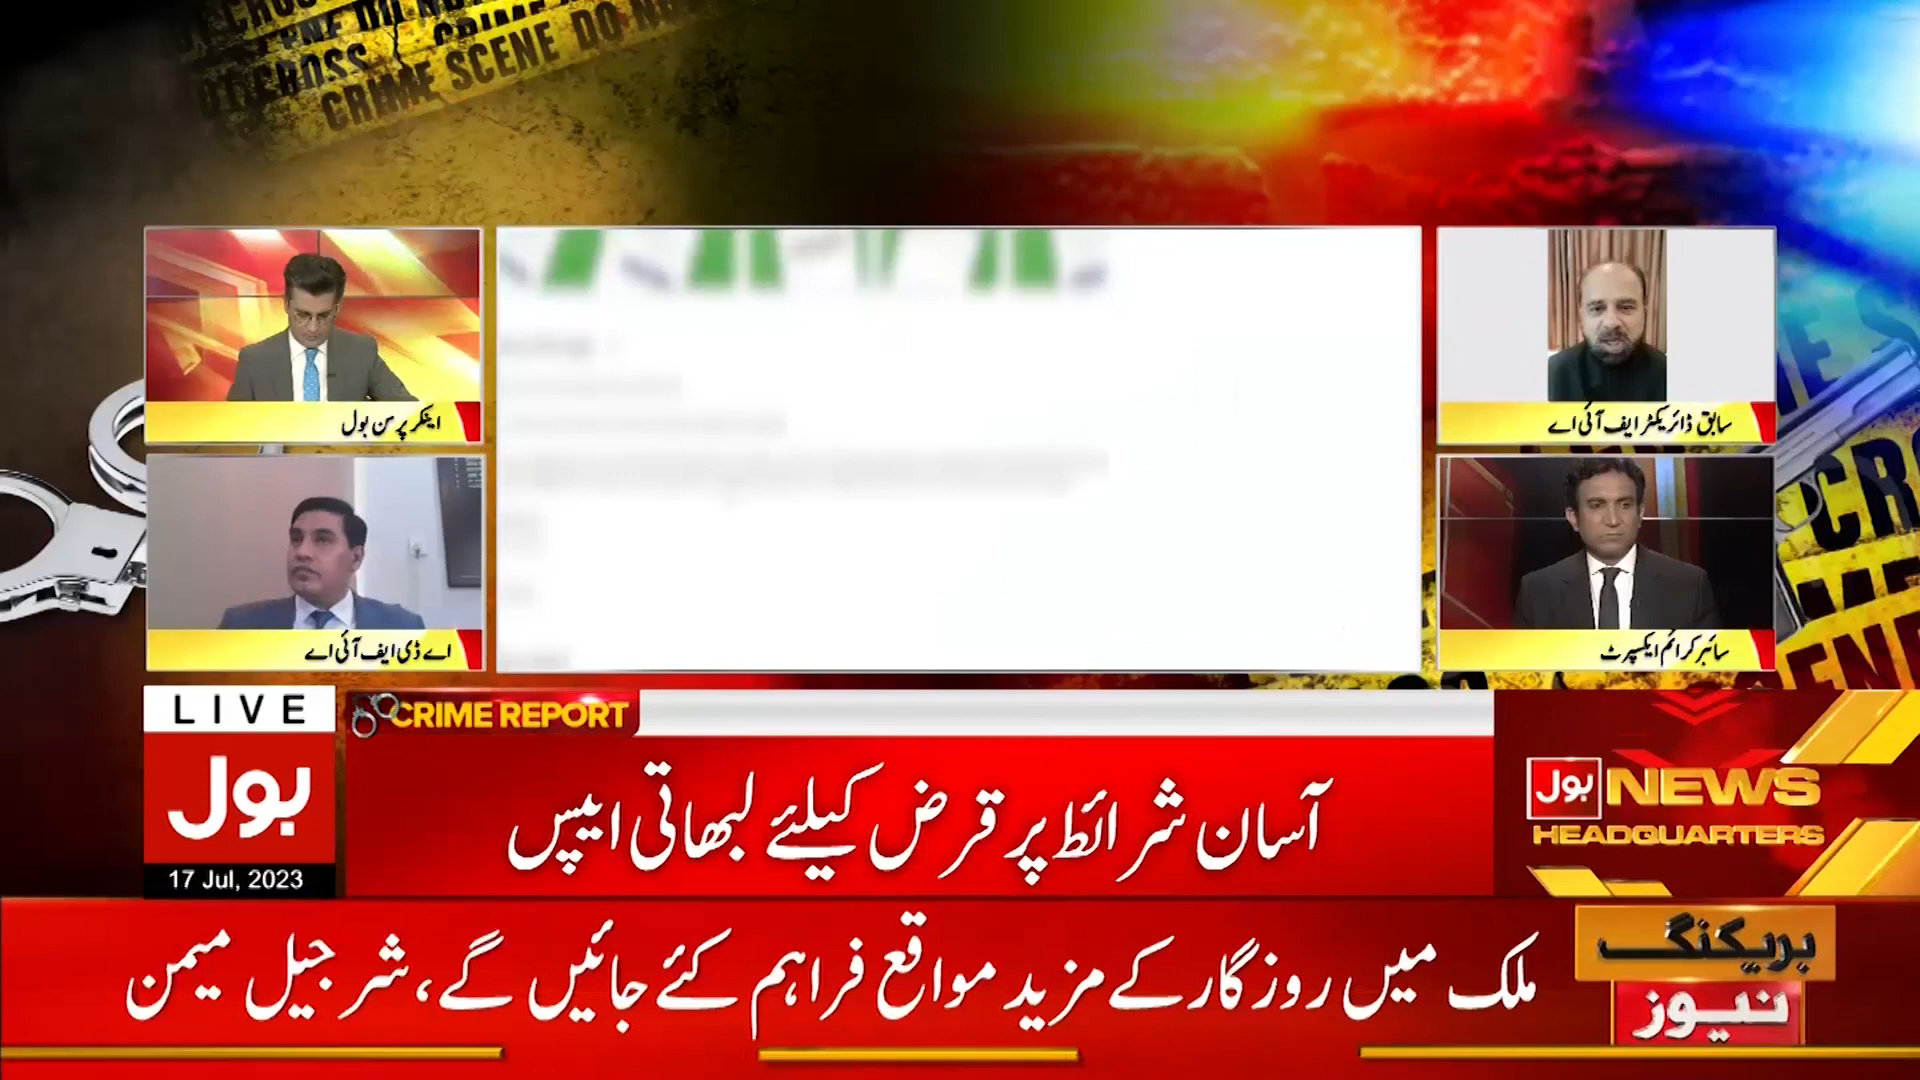 CRIME SCENE DO NOT
CROSS
اینکر پرسن بول
سابق ڈائریکٹر ایف آئی اے
اے ڈی ایف آئی اے
سائبر کرائم ایکسپرٹ
LIVE
CRIME REPORT
بول
آسان شرائط پر قرض کیلئے لبھاتی ایپس
بول NEWS
HEADQUARTERS
17 Jul, 2023
بریکنگ
نیوز
ملک میں روزگار کے مزید مواقع فراہم کئے جائیں گے، شرجیل میمن